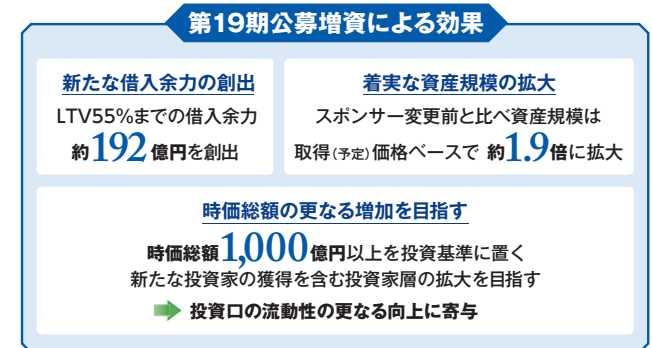 第19期公募増資による効果
新たな借入余力の創出
LTV55%までの借入余力
約192億円を創出
着実な資産規模の拡大
スポンサー変更前と比べ資産規模は
取得(予定)価格ベースで 約1.9倍に拡大
時価総額の更なる増加を目指す
時価総額1,000億円以上を投資基準に置く
新たな投資家の獲得を含む投資家層の拡大を目指す
投資口の流動性の更なる向上に寄与